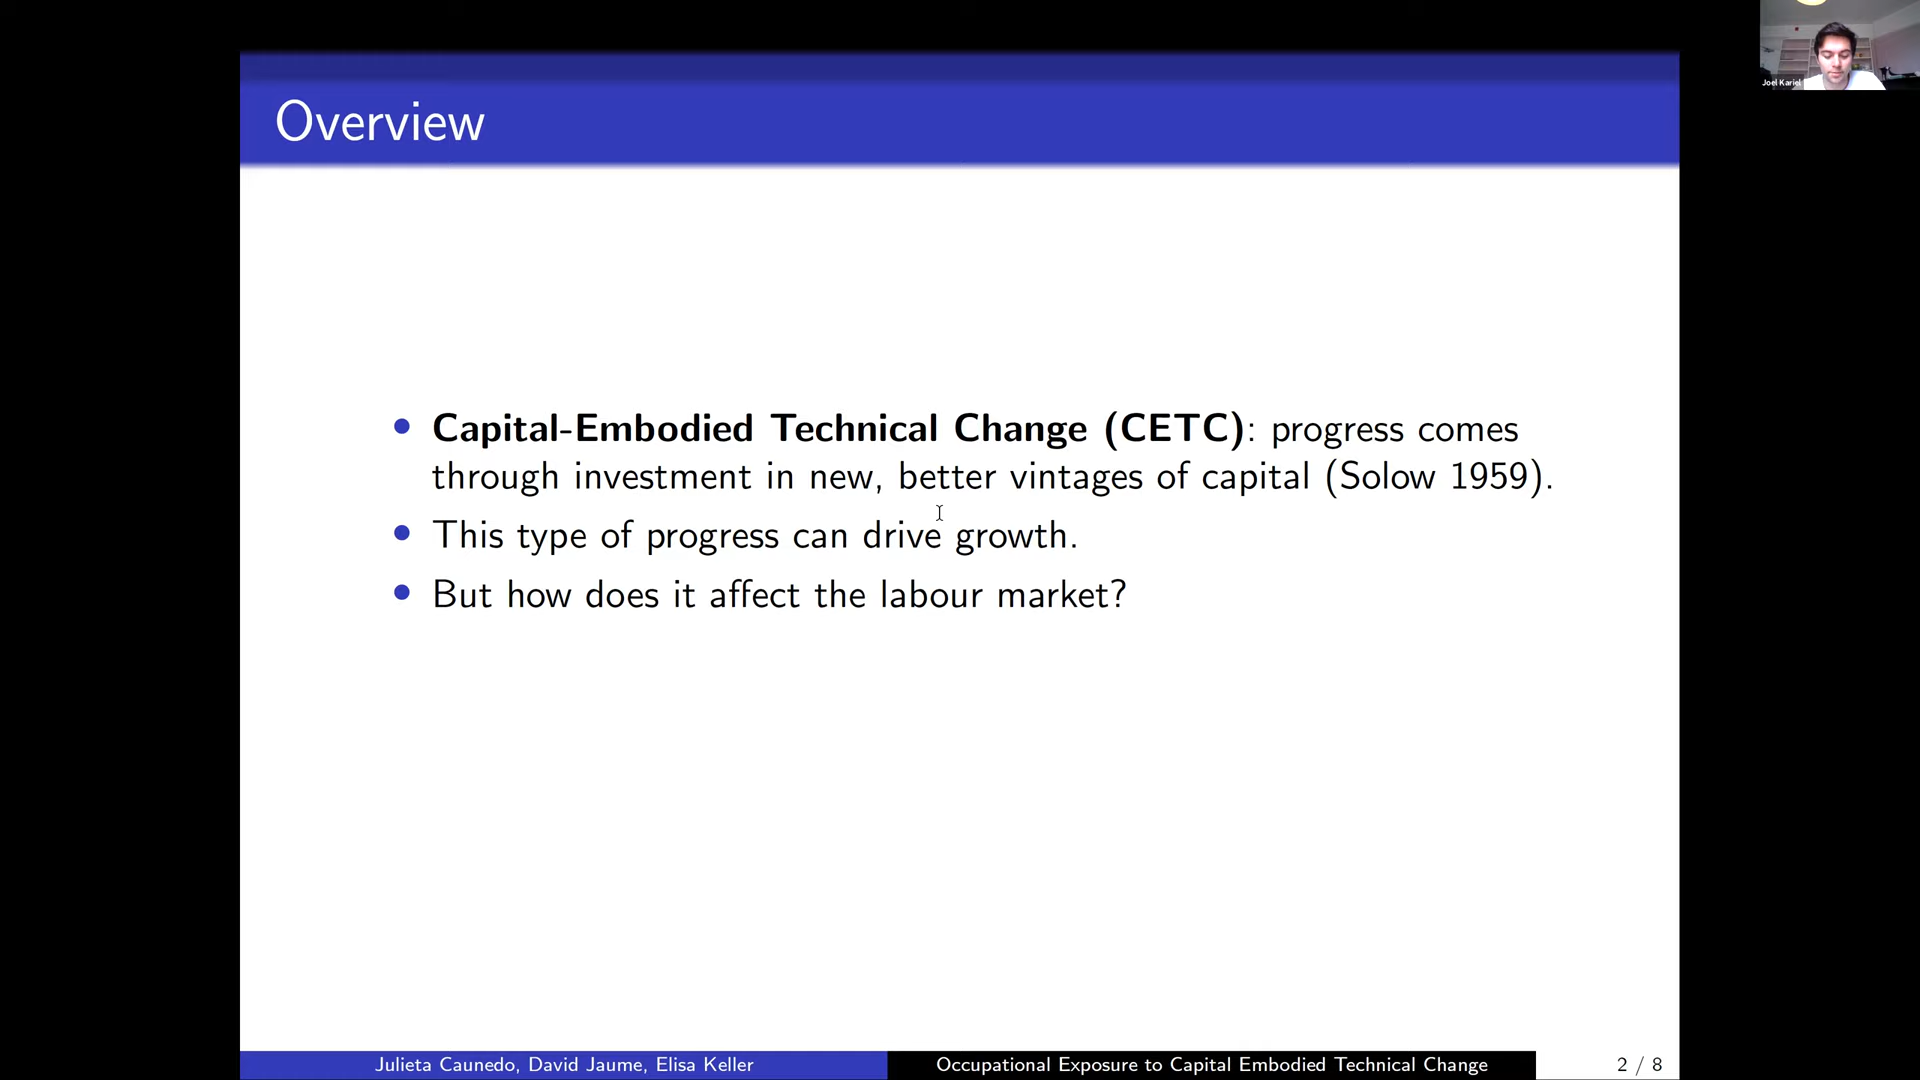 Joel Kariel
Overview
• Capital-Embodied Technical Change (CETC): progress comes
through investment in new, better vintages of capital (Solow 1959).
• This type of progress can drive growth.
• But how does it affect the labour market?
Julieta Caunedo, David Jaume, Elisa Keller
Occupational Exposure to Capital Embodied Technical Change
2 / 8